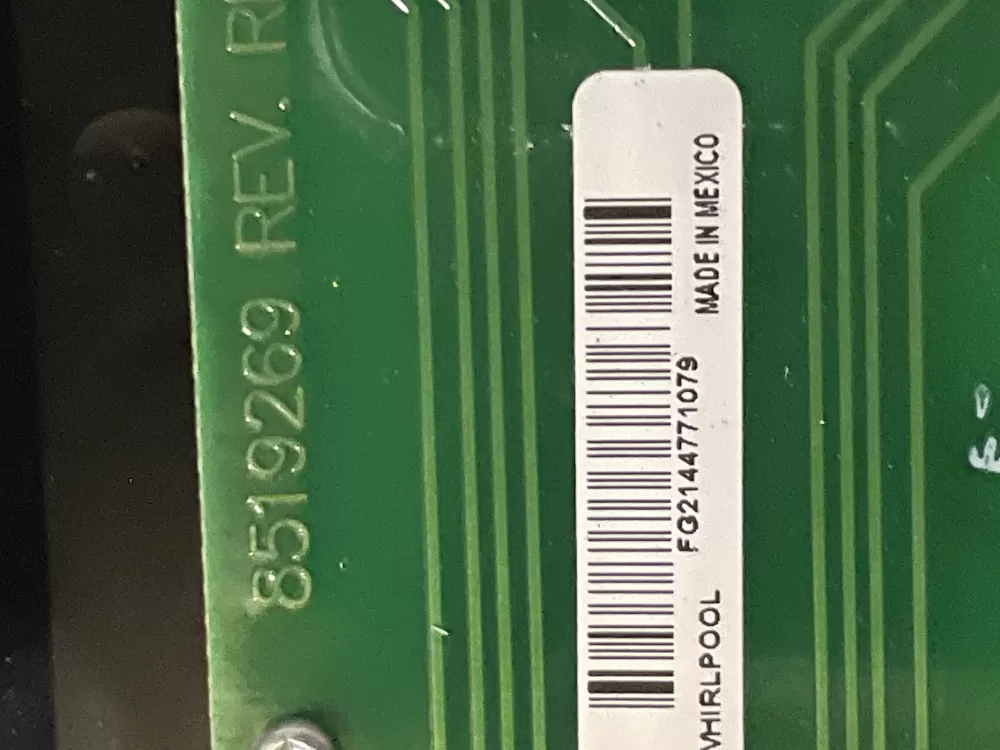 8519269 REV.
FG2144771079
WHIRLPOOL MADE IN MEXICO